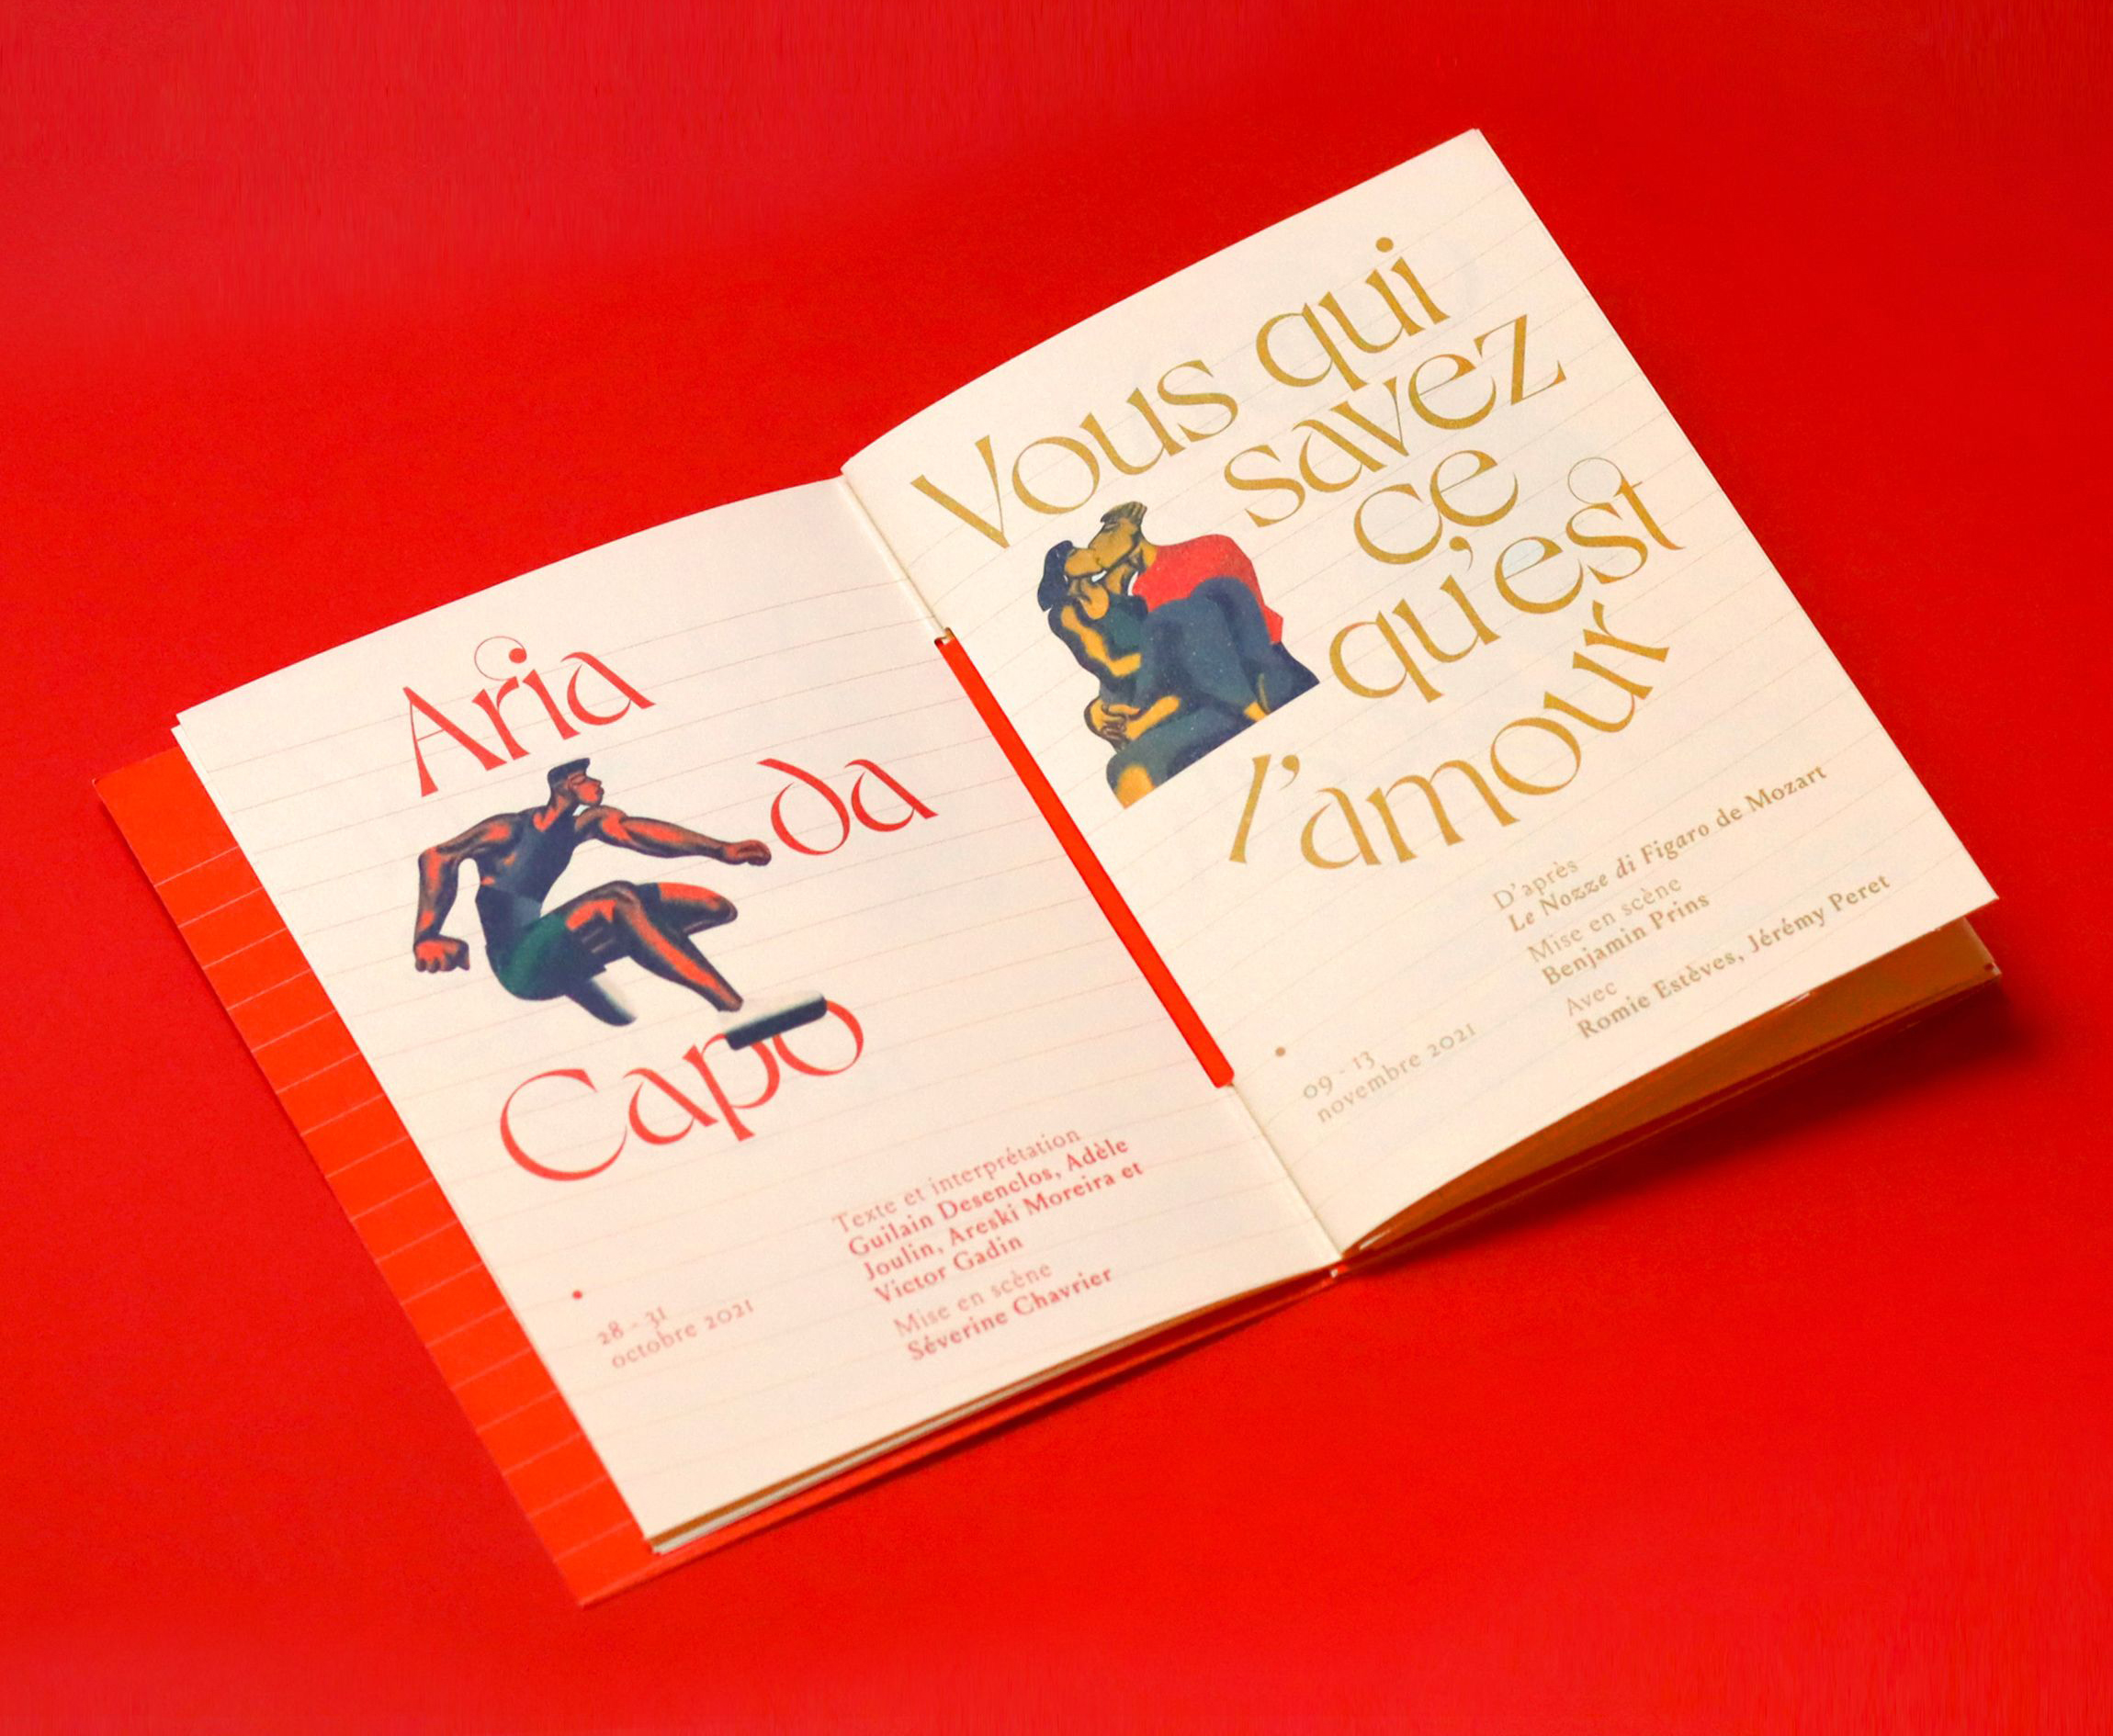 Aria
da
Capo
Texte et interprétation
Guilain Desenclos, Adèle
Joulin, Areski Moreira et
Victor Gadin
Mise en scène
Séverine Chavrier
28 - 31
octobre 2021
Vous qui
savez
ce
qu'est
l'amour
D'après
Le Nozze di Figaro de Mozart
Mise en scène
Benjamin Prins
Avec
Romie Estèves, Jérémy Peret
09 - 13
novembre 2021